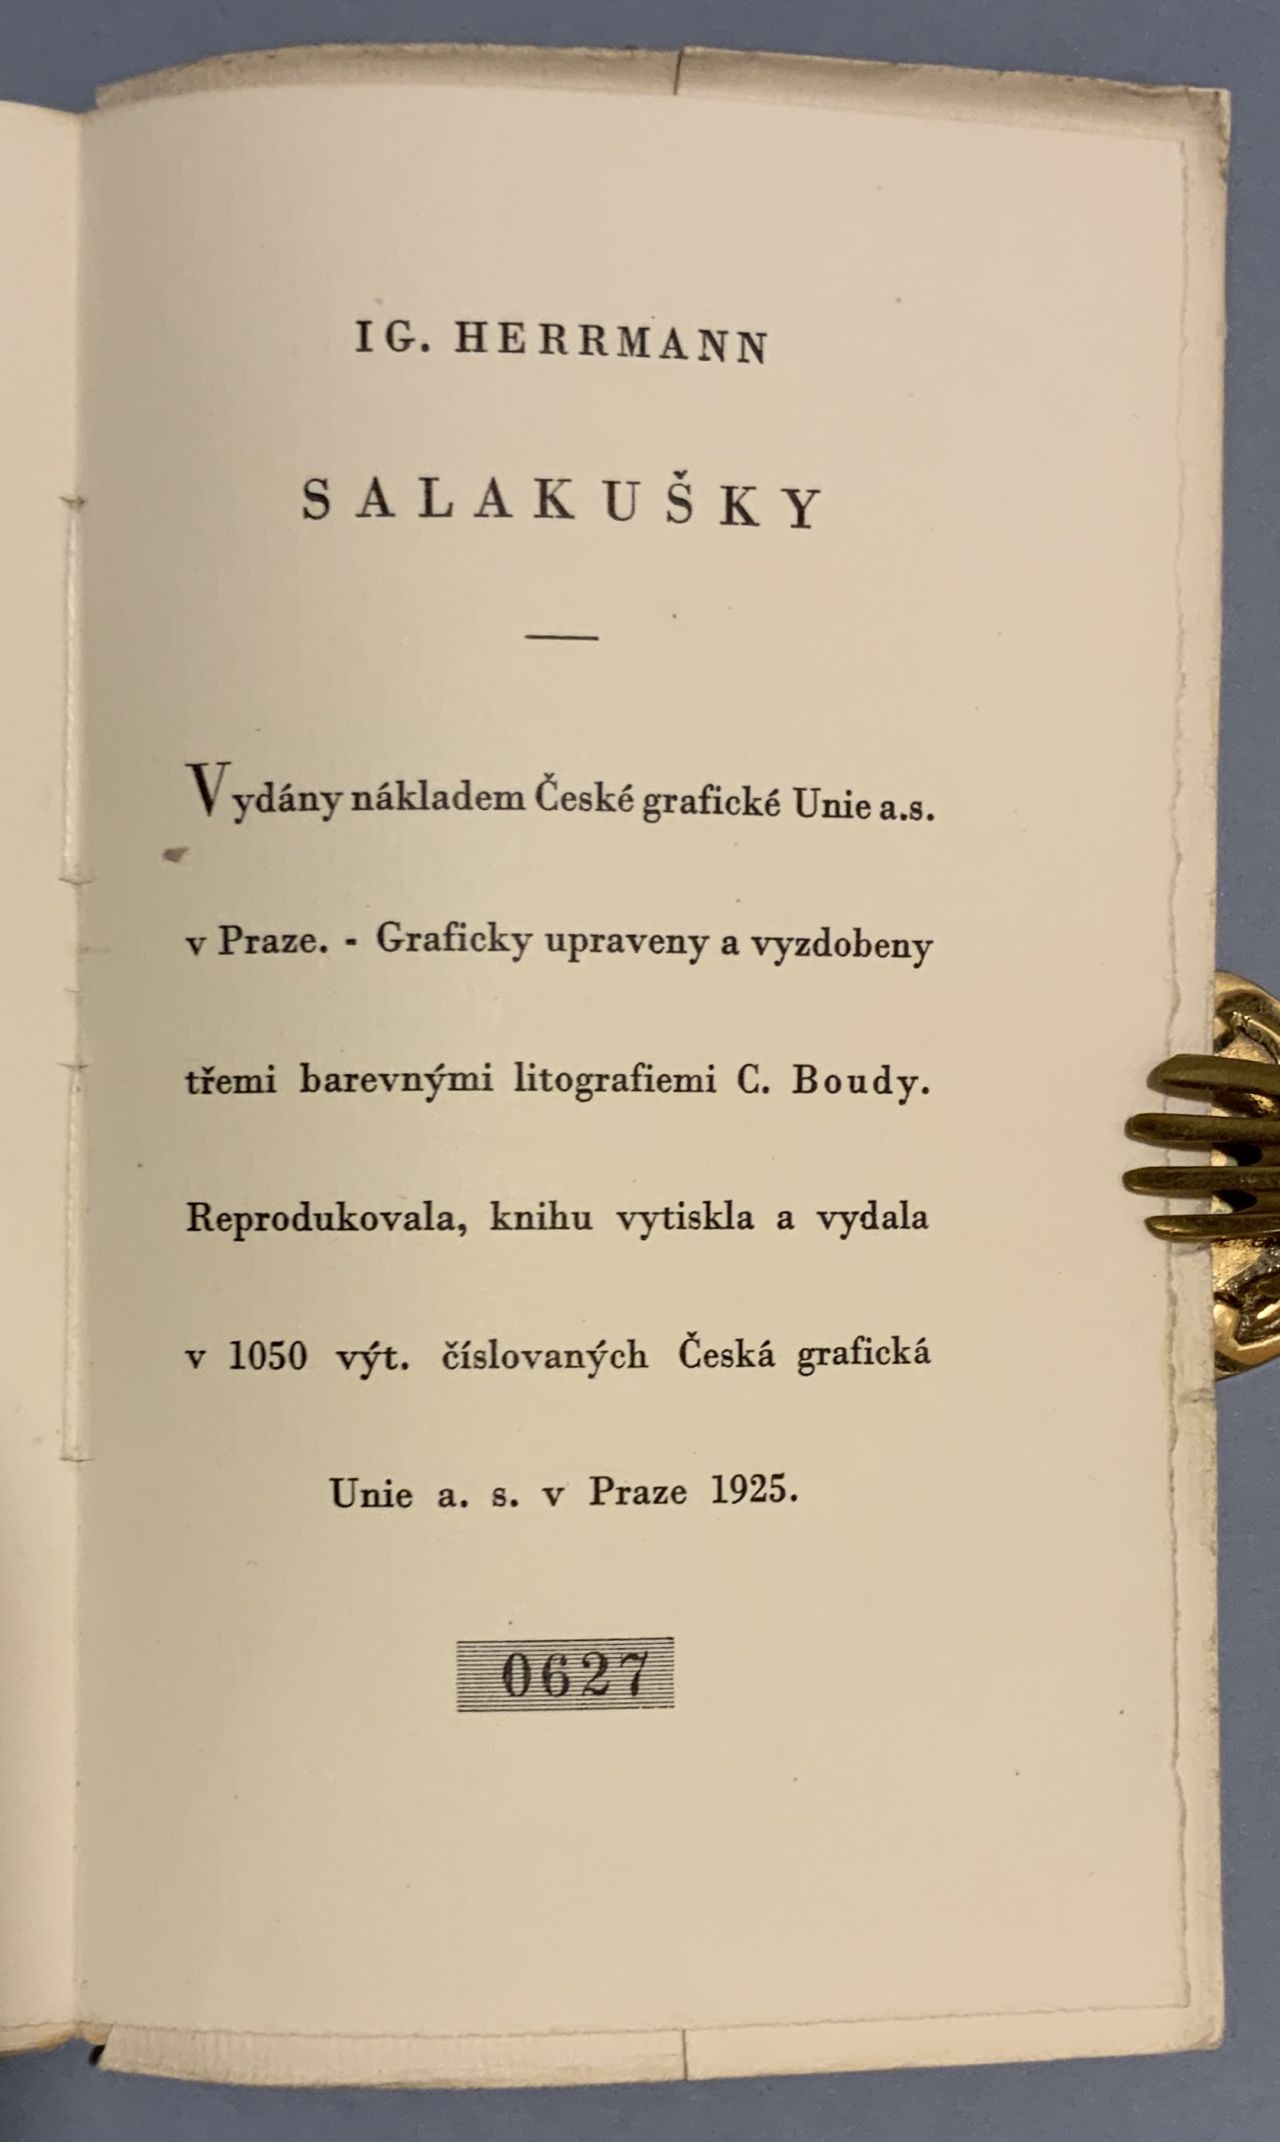 IG. HERRMANN
SALAKUŠKY
Vydány nákladem České grafické Unie a.s.
v Praze. - Graficky upraveny a vyzdobeny
třemi barevnými litografiemi C. Boudy.
Reprodukovala, knihu vytiskla a vydala
v 1050 výt. číslovaných Česká grafická
Unie a. s. v Praze 1925.
0627